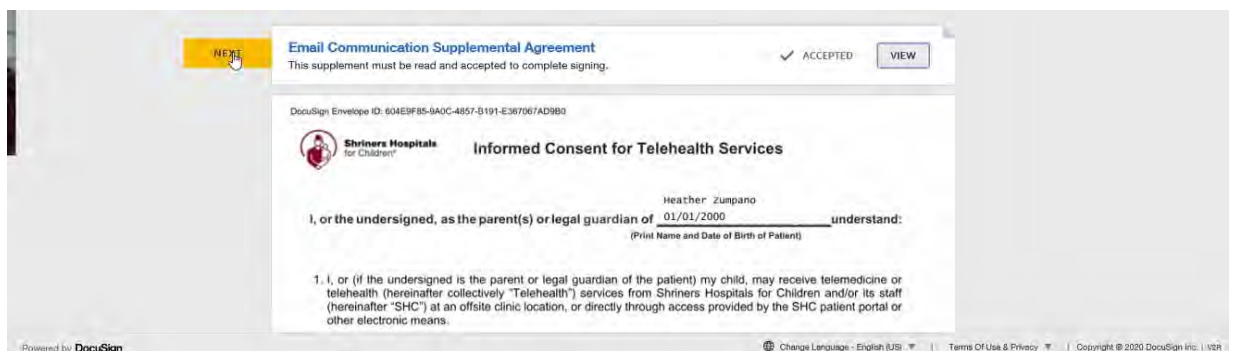 NEXT
Email Communication Supplemental Agreement
This supplement must be read and accepted to complete signing.
ACCEPTED
VIEW
DocuSign Envelope ID: 604E9F85-9A0C-4857-B191-E367067AD9B0
Shriners Hospitals
for Children®
Informed Consent for Telehealth Services
Heather Zumpano
I, or the undersigned, as the parent(s) or legal guardian of 01/01/2000 understand:
(Print Name and Date of Birth of Patient)
1. I, or (if the undersigned is the parent or legal guardian of the patient) my child, may receive telemedicine or
telehealth (hereinafter collectively "Telehealth") services from Shriners Hospitals for Children and/or its staff
(hereinafter "SHC") at an offsite clinic location, or directly through access provided by the SHC patient portal or
other electronic means.
Powered by DocuSign
Change Language - English (US) ▼ | Terms Of Use & Privacy ▼ | Copyright © 2020 DocuSign Inc. | V2R